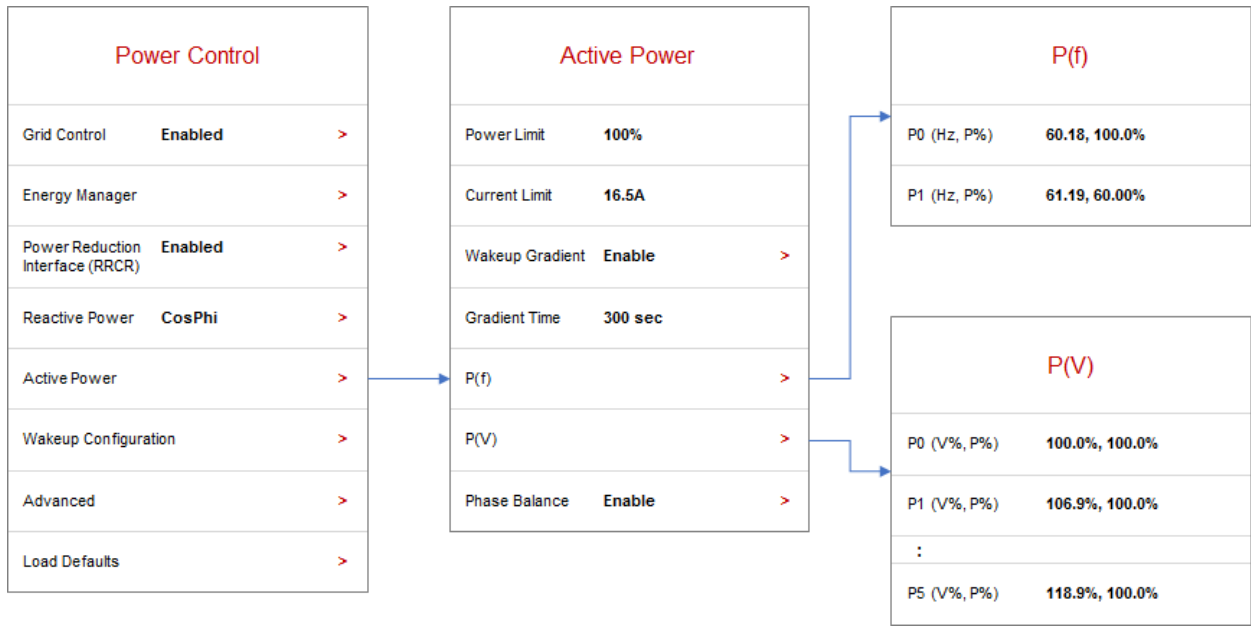 Power Control
Grid Control Enabled >
Energy Manager >
Power Reduction Enabled >
Interface (RRCR)
Reactive Power CosPhi >
Active Power >
Wakeup Configuration >
Advanced >
Load Defaults >
Active Power
Power Limit 100%
Current Limit 16.5A
Wakeup Gradient Enable >
Gradient Time 300 sec
P(f) >
P(V) >
Phase Balance Enable >
P(f)
P0 (Hz, P%) 60.18, 100.0%
P1 (Hz, P%) 61.19, 60.00%
P(V)
P0 (V%, P%) 100.0%, 100.0%
P1 (V%, P%) 106.9%, 100.0%
:
P5 (V%, P%) 118.9%, 100.0%